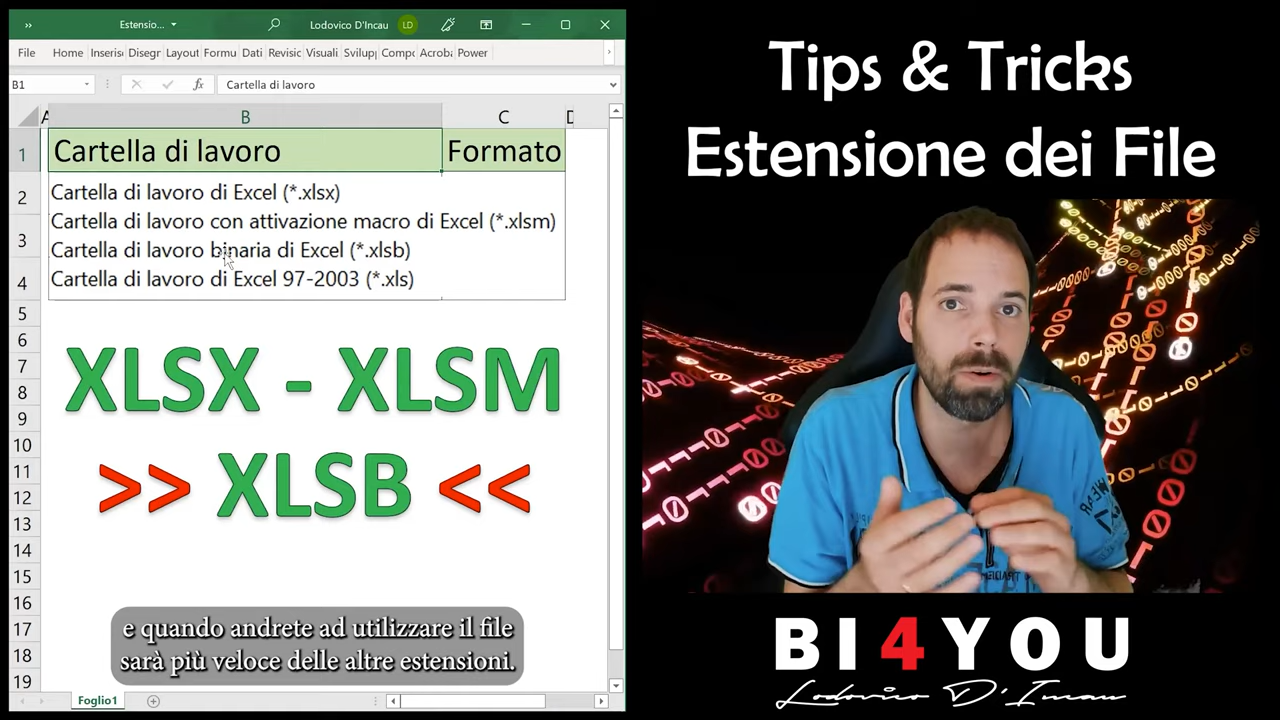 Estensio...
Lodovico D'Incau
LD
File Home Inseris Disegr Layout Formu Dati Revisic Visuali Svilup Compo Acroba Power
B1
fx
Cartella di lavoro
A B C D
1 Cartella di lavoro Formato
2 Cartella di lavoro di Excel (*.xlsx)
Cartella di lavoro con attivazione macro di Excel (*.xlsm)
3 Cartella di lavoro binaria di Excel (*.xlsb)
4 Cartella di lavoro di Excel 97-2003 (*.xls)
5
6
7
8
9
10
11
12
13
14
15
16
17
18
19
XLSX - XLSM
>> XLSB <<
e quando andrete ad utilizzare il file
sarà più veloce delle altre estensioni.
Foglio1
Tips & Tricks
Estensione dei File
BI4YOU
Lodovico D'Incau